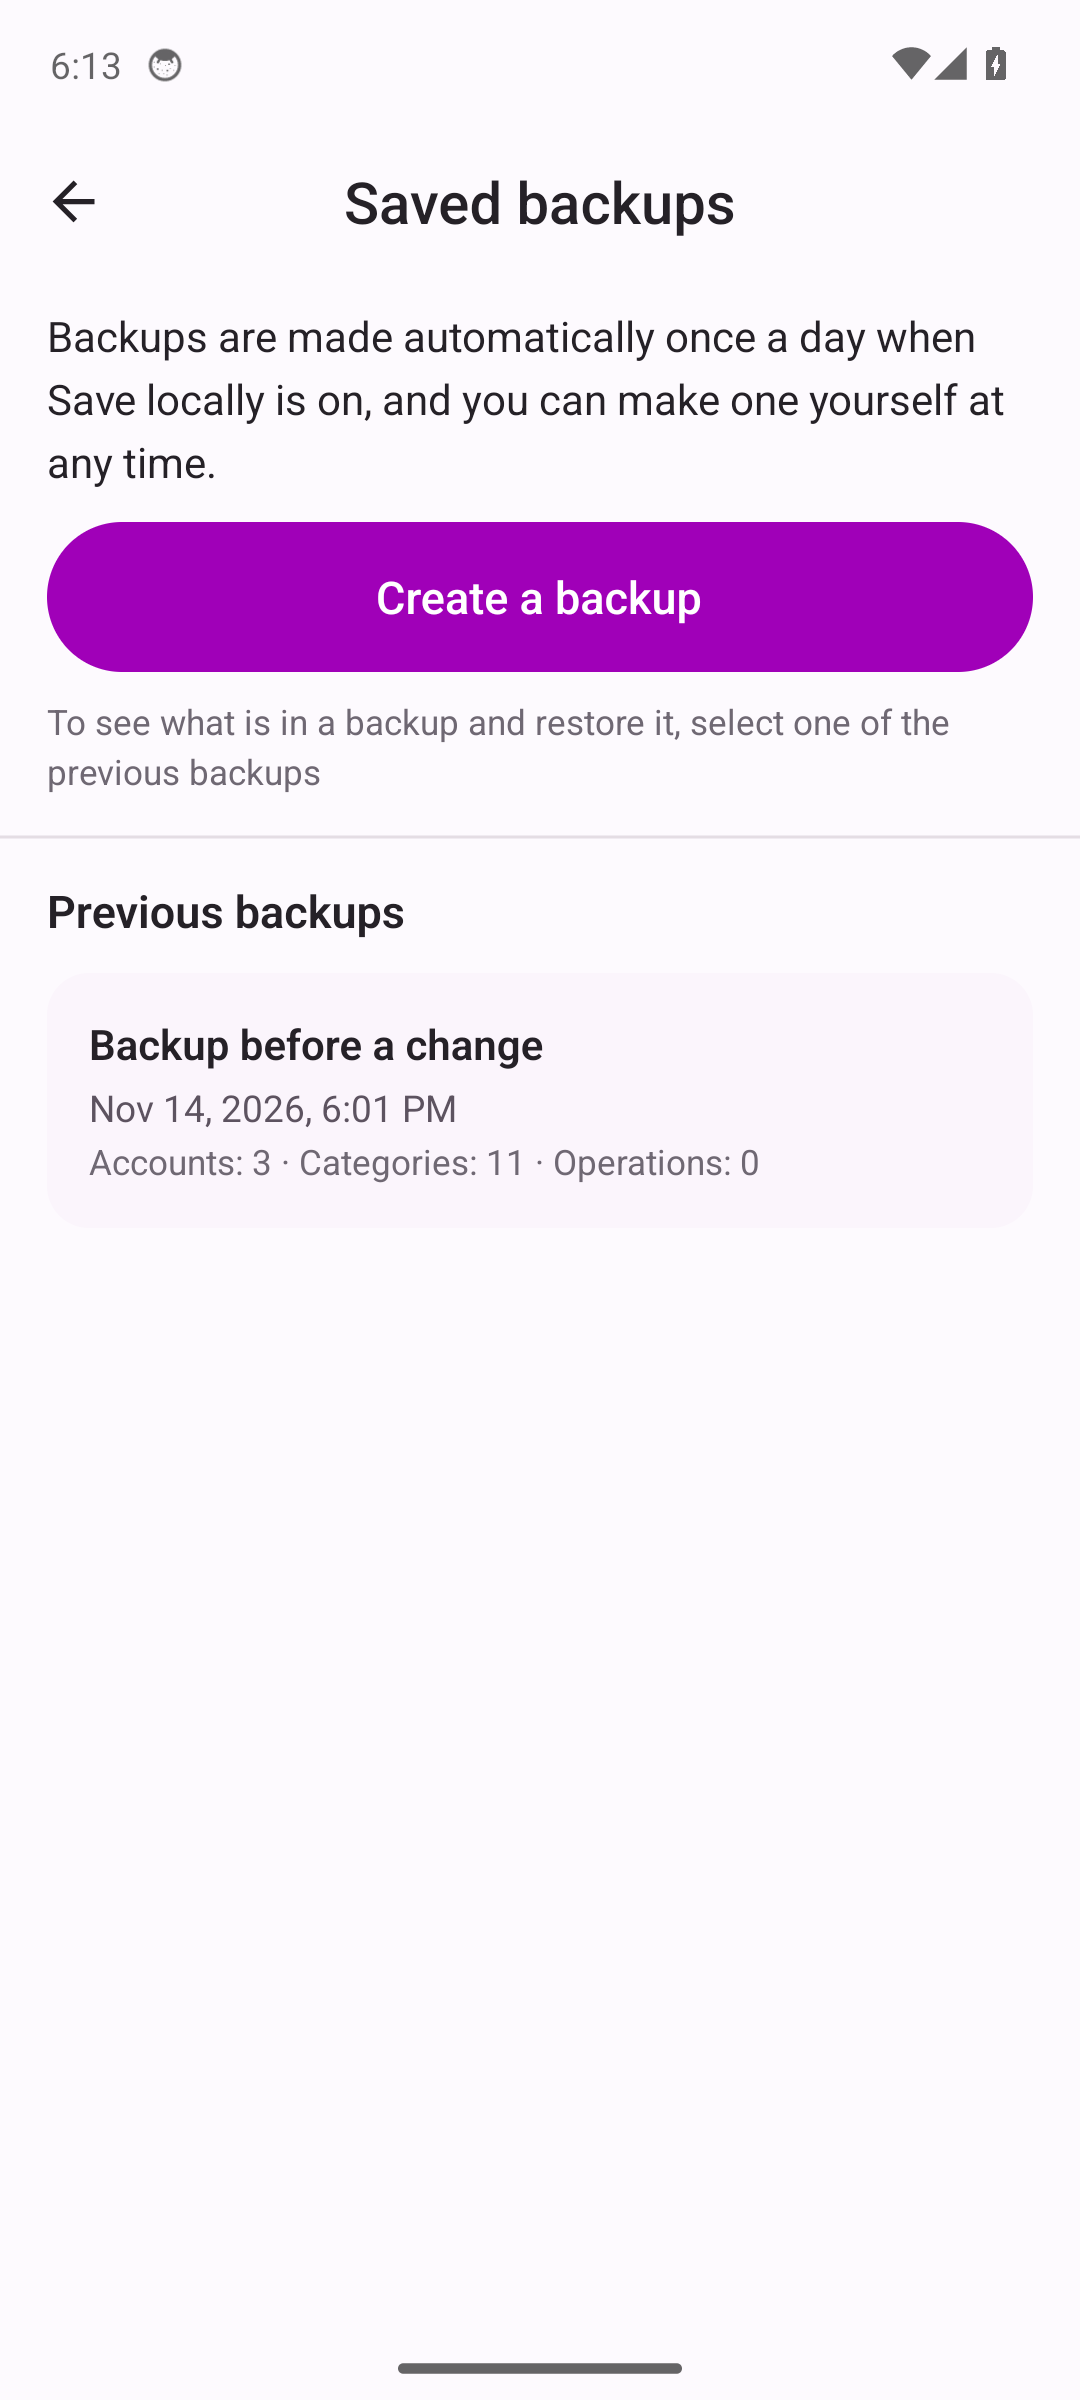 6:13
Saved backups
Backups are made automatically once a day when
Save locally is on, and you can make one yourself at
any time.
Create a backup
To see what is in a backup and restore it, select one of the
previous backups
Previous backups
Backup before a change
Nov 14, 2026, 6:01 PM
Accounts: 3 · Categories: 11 · Operations: 0